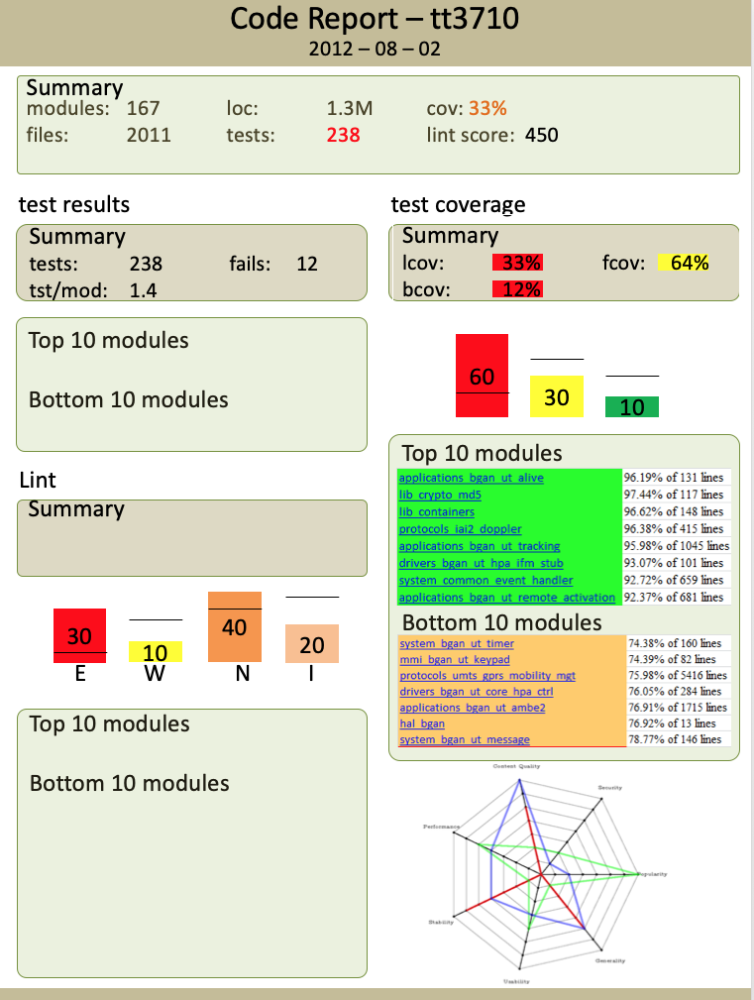 Code Report – tt3710
2012 – 08 – 02
Summary
modules: 167 loc: 1.3M cov: 33%
files: 2011 tests: 238 lint score: 450
test results
Summary
tests: 238 fails: 12
tst/mod: 1.4
Top 10 modules
Bottom 10 modules
Lint
Summary
30 10 40 20
E W N I
Top 10 modules
Bottom 10 modules
test coverage
Summary
lcov: 33% fcov: 64%
bcov: 12%
60 30 10
Top 10 modules
applications_bgan_ut_alive 96.19% of 131 lines
lib_crypto_md5 97.44% of 117 lines
lib_containers 96.62% of 148 lines
protocols_iai2_doppler 96.38% of 415 lines
applications_bgan_ut_tracking 95.98% of 1045 lines
drivers_bgan_ut_hpa_ifm_stub 93.07% of 101 lines
system_common_event_handler 92.72% of 659 lines
applications_bgan_ut_remote_activation 92.37% of 681 lines
Bottom 10 modules
system_bgan_ut_timer 74.38% of 160 lines
mmi_bgan_ut_keypad 74.39% of 82 lines
protocols_umts_gprs_mobility_mgt 75.98% of 5416 lines
drivers_bgan_ut_core_hpa_ctrl 76.05% of 284 lines
applications_bgan_ut_ambe2 76.91% of 1715 lines
hal_bgan 76.92% of 13 lines
system_bgan_ut_message 78.77% of 146 lines
Content Quality
Security
Performance
Popularity
Stability
Generality
Usability